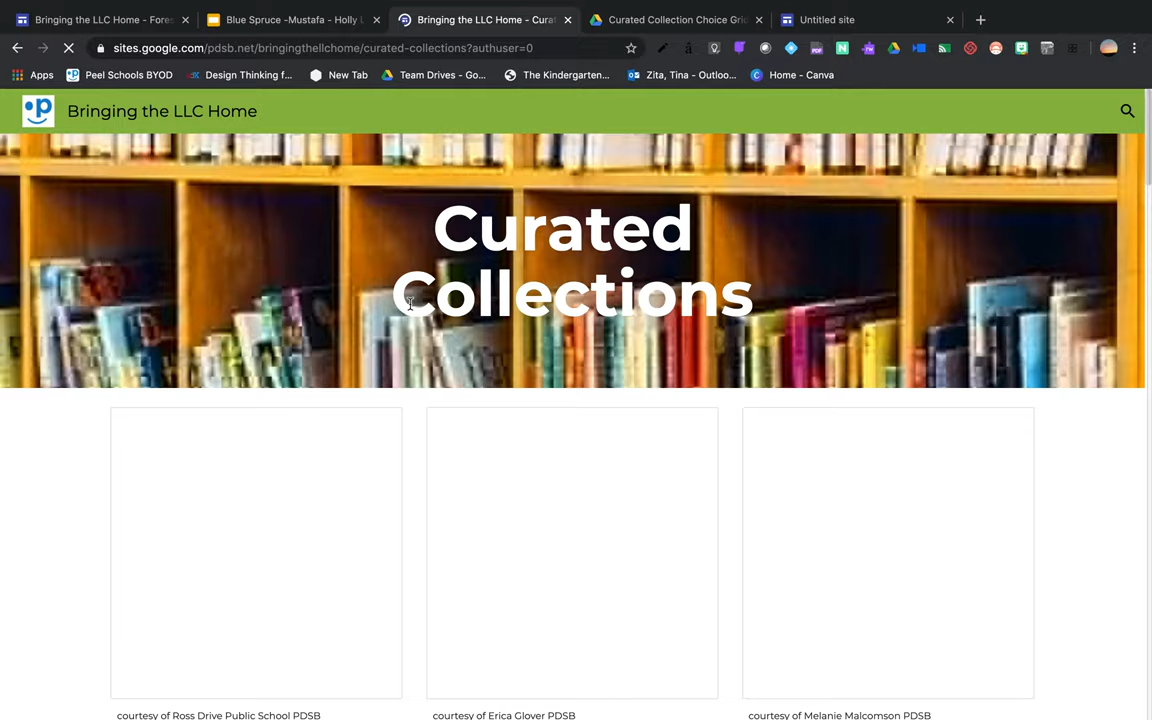 Bringing the LLC Home - Fores
Blue Spruce -Mustafa - Holly L
Bringing the LLC Home - Curat
Curated Collection Choice Grid
Untitled site
sites.google.com/pdsb.net/bringingthellchome/curated-collections?authuser=0
Apps
Peel Schools BYOD
Design Thinking f...
New Tab
Team Drives - Go...
The Kindergarten...
Zita, Tina - Outloo...
Home - Canva
Bringing the LLC Home
Curated
Collections
courtesy of Ross Drive Public School PDSB
courtesy of Erica Glover PDSB
courtesy of Melanie Malcomson PDSB